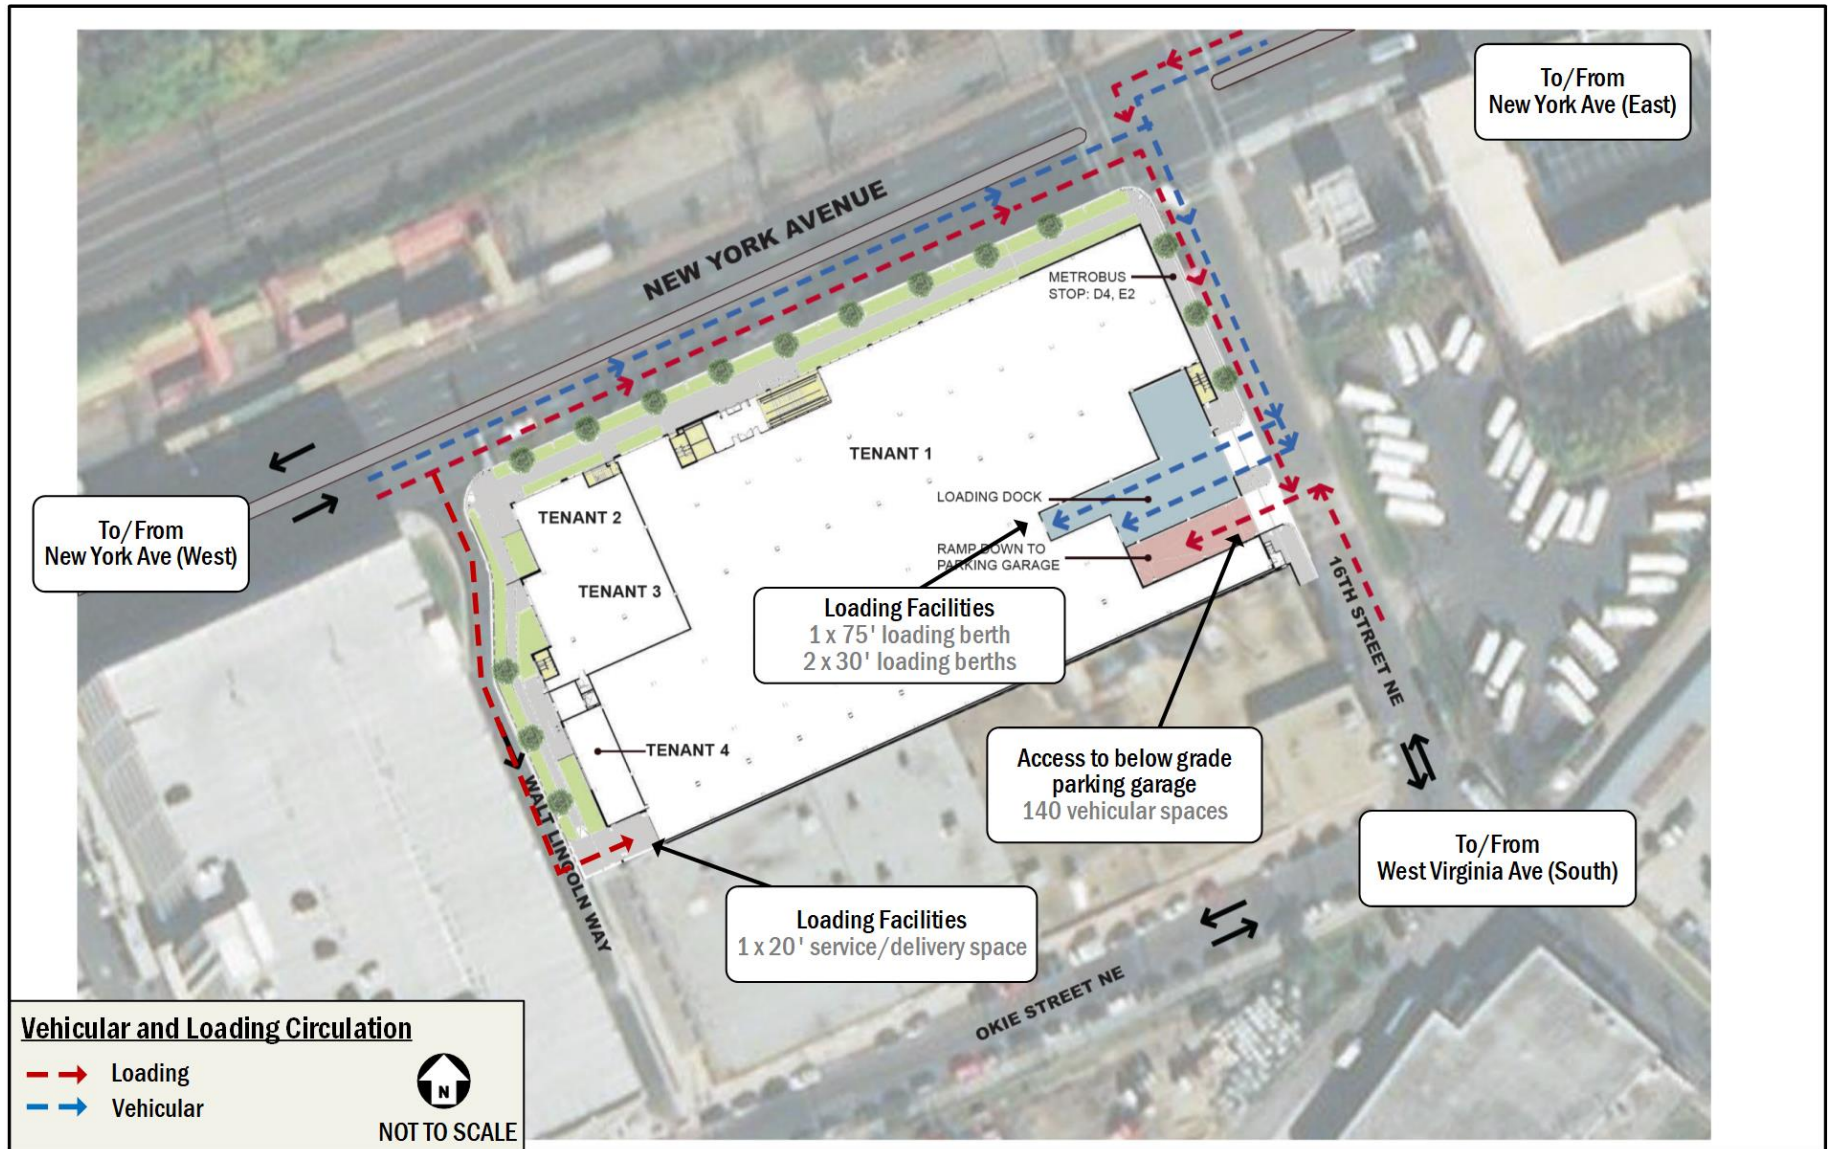 To/From
New York Ave (East)
NEW YORK AVENUE
METROBUS
STOP: D4, E2
TENANT 1
LOADING DOCK
RAMP DOWN TO
PARKING GARAGE
TENANT 2
TENANT 3
TENANT 4
To/From
New York Ave (West)
Loading Facilities
1 x 75' loading berth
2 x 30' loading berths
16TH STREET NE
Access to below grade
parking garage
140 vehicular spaces
To/From
West Virginia Ave (South)
WALT LINCOLN WAY
Loading Facilities
1 x 20' service/delivery space
OKIE STREET NE
Vehicular and Loading Circulation
Loading
Vehicular
N
NOT TO SCALE